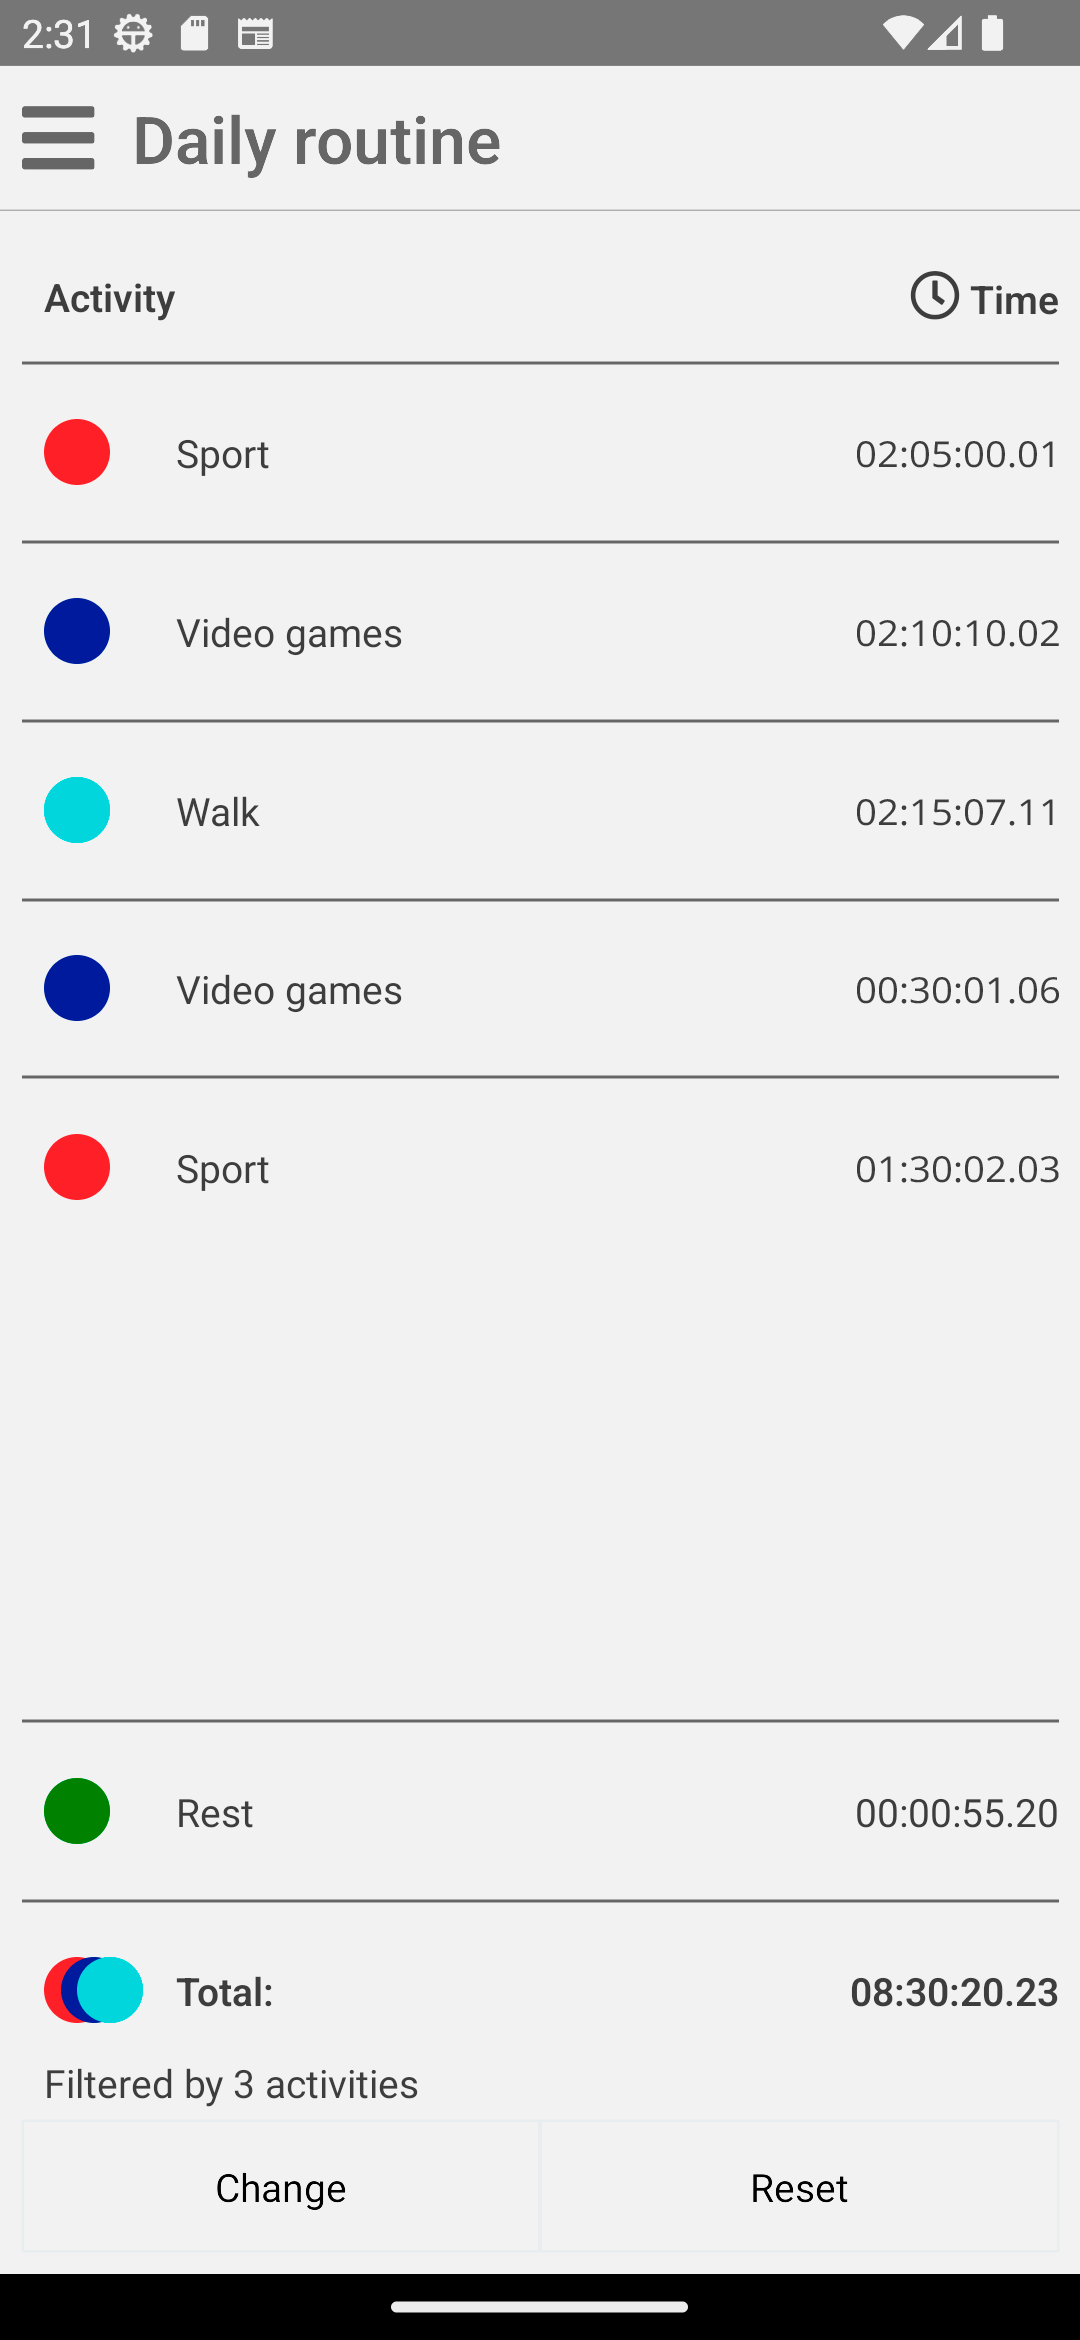 2:31
Daily routine
Activity Time
Sport 02:05:00.01
Video games 02:10:10.02
Walk 02:15:07.11
Video games 00:30:01.06
Sport 01:30:02.03
Rest 00:00:55.20
Total: 08:30:20.23
Filtered by 3 activities
Change Reset